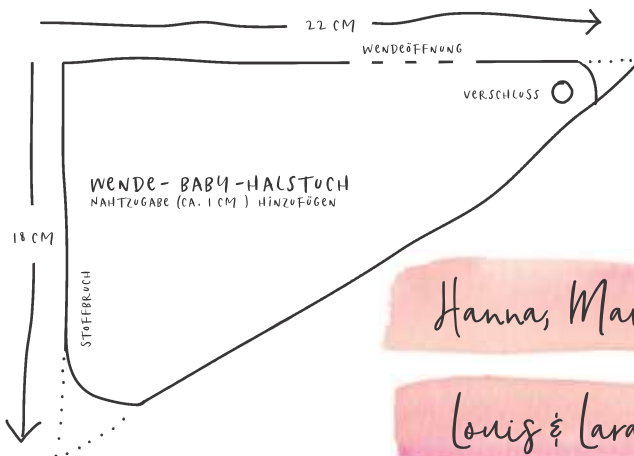 22 CM
WENDEÖFFNUNG
VERSCHLUSS
WENDE-BABY-HALSTUCH
NAHTZUGABE (CA. 1 CM) HINZUFÜGEN
18 CM
STOFFBRUCH
Hanna,
Louis &